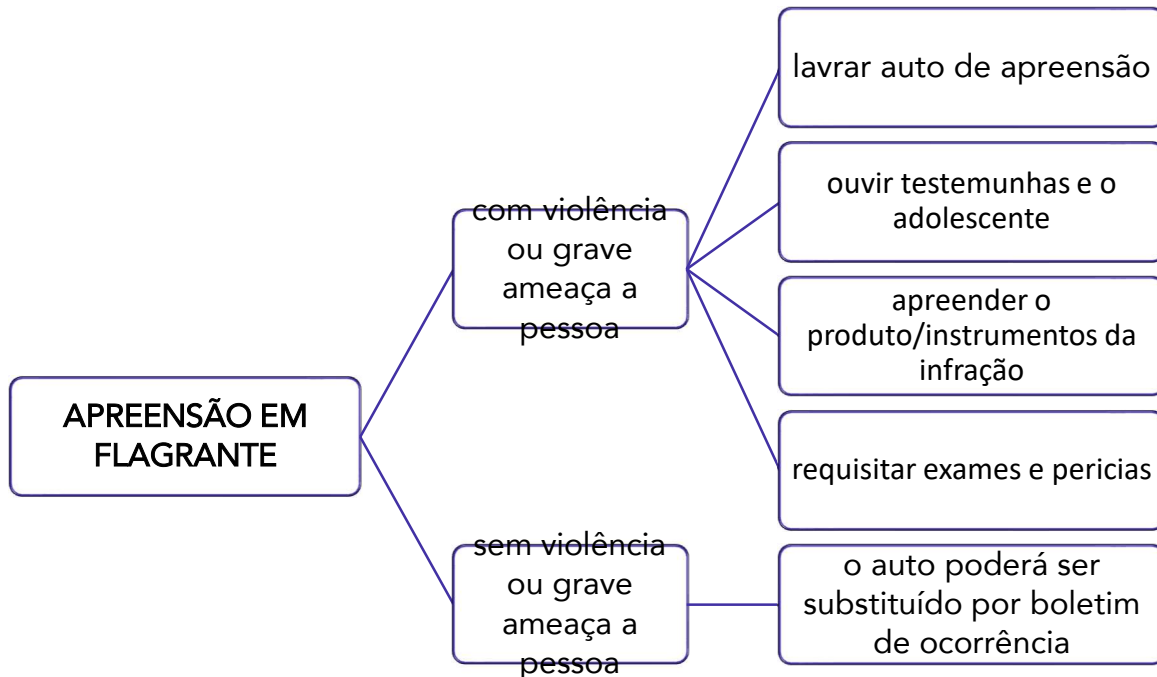 APREENSÃO EM
FLAGRANTE
com violência
ou grave
ameaça a
pessoa
lavrar auto de apreensão
ouvir testemunhas e o
adolescente
apreender o
produto/instrumentos da
infração
requisitar exames e pericias
sem violência
ou grave
ameaça a
pessoa
o auto poderá ser
substituído por boletim
de ocorrência